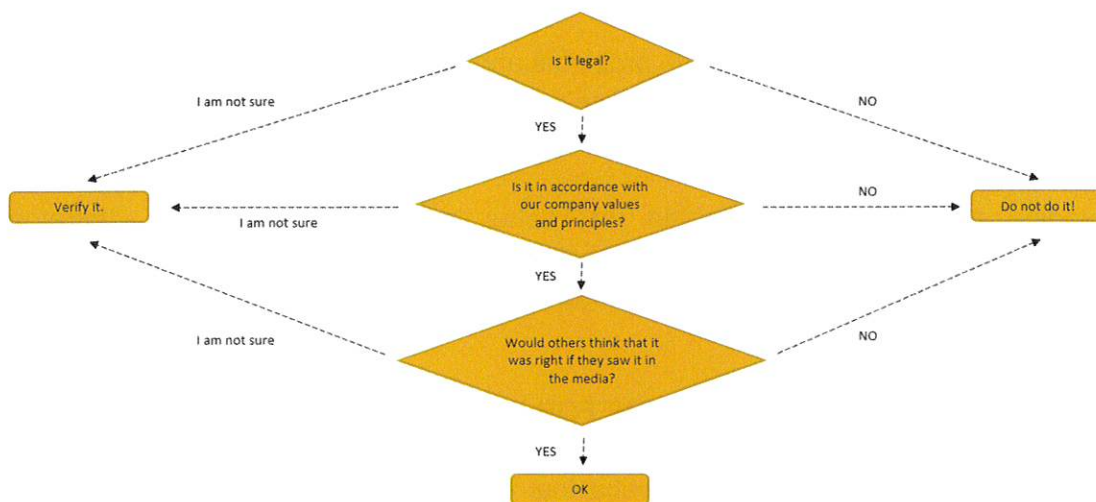 Is it legal?
I am not sure
NO
YES
Is it in accordance with
our company values
and principles?
Verify it.
I am not sure
NO
Do not do it!
YES
Would others think that it
was right if they saw it in
the media?
I am not sure
NO
YES
OK